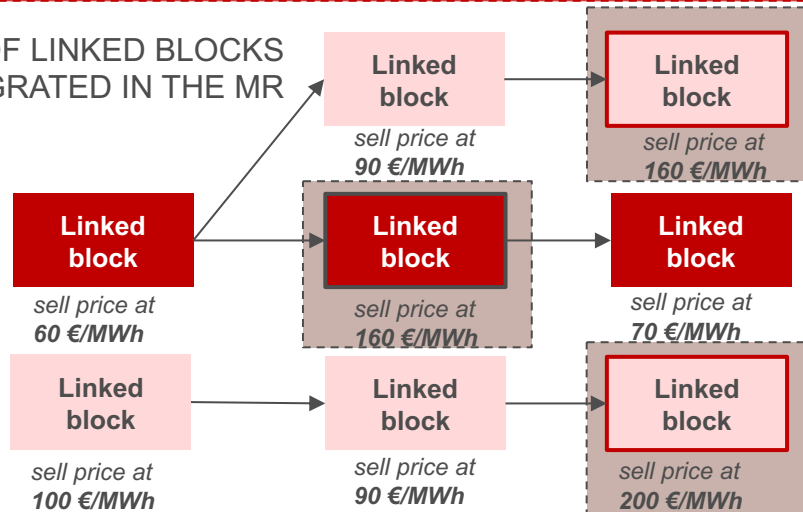 OF LINKED BLOCKS
GRATED IN THE MR
Linked
block
sell price at
90 €/MWh
Linked
block
sell price at
160 €/MWh
Linked
block
sell price at
60 €/MWh
Linked
block
sell price at
160 €/MWh
Linked
block
sell price at
70 €/MWh
Linked
block
sell price at
100 €/MWh
Linked
block
sell price at
90 €/MWh
Linked
block
sell price at
200 €/MWh